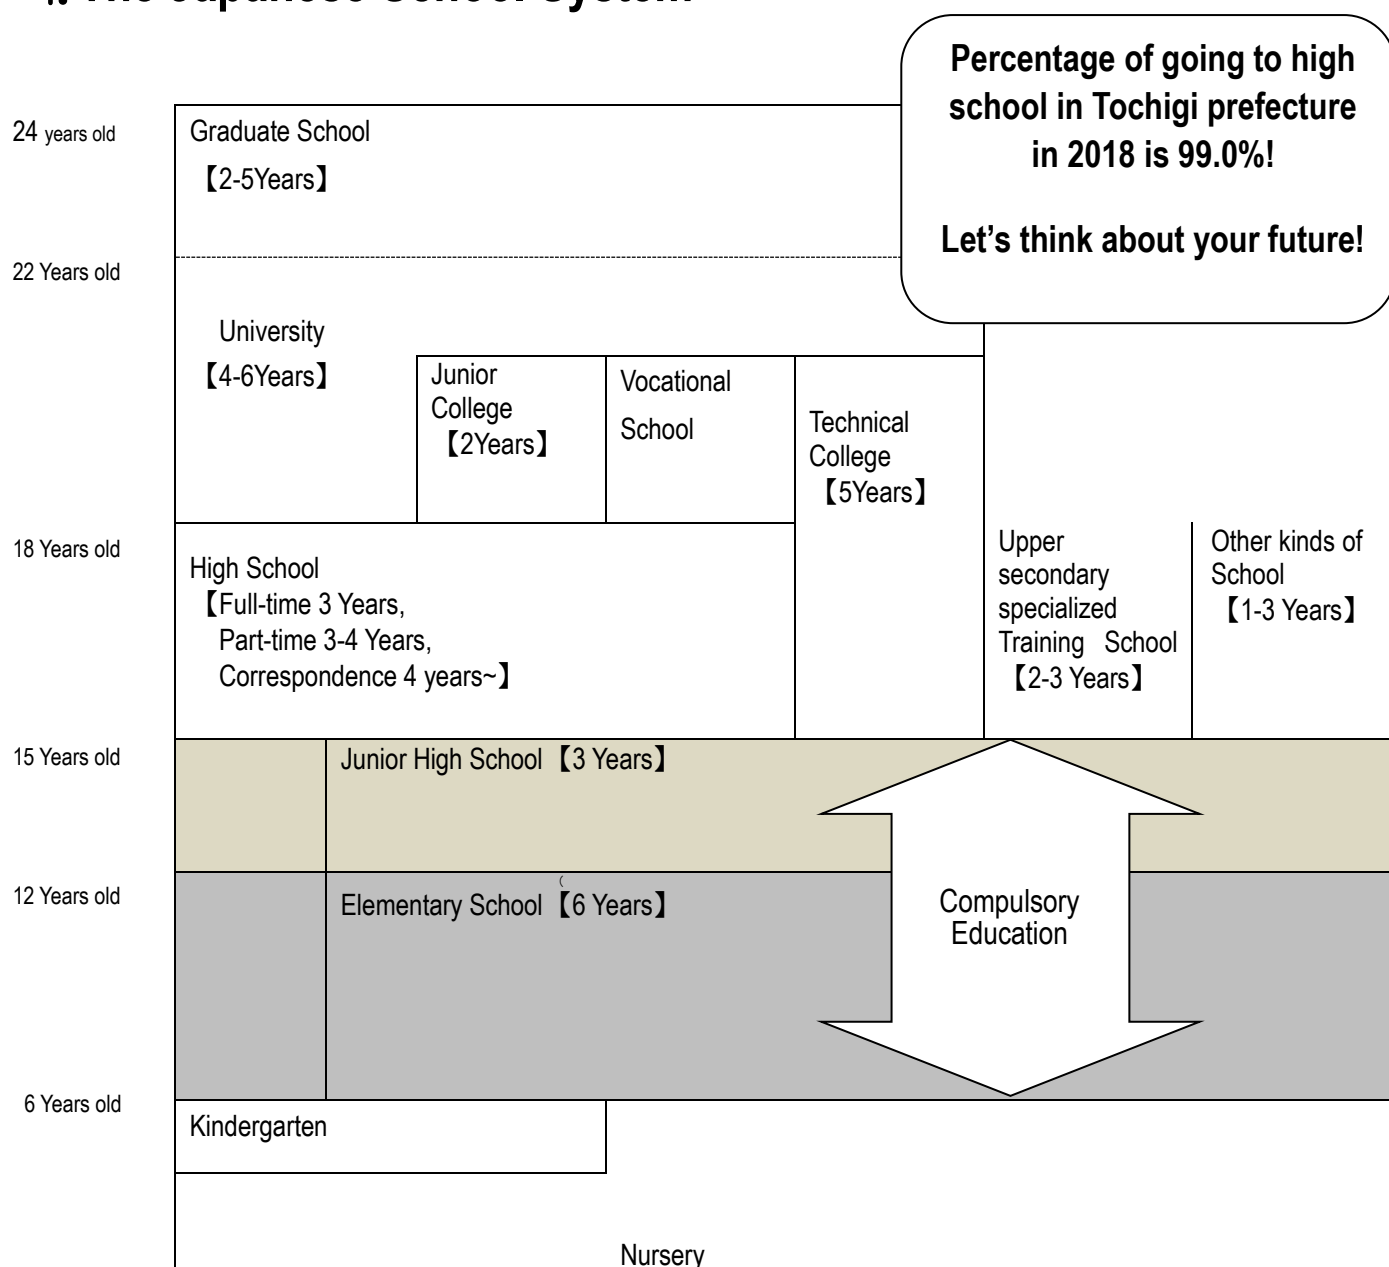 The Japanese School System
Percentage of going to high
school in Tochigi prefecture
in 2018 is 99.0%!
Let’s think about your future!
24 years old
Graduate School
【2-5Years】
22 Years old
University
【4-6Years】
Junior
College
【2Years】
Vocational
School
Technical
College
【5Years】
18 Years old
High School
【Full-time 3 Years,
Part-time 3-4 Years,
Correspondence 4 years~】
Upper
secondary
specialized
Training School
【2-3 Years】
Other kinds of
School
【1-3 Years】
15 Years old
Junior High School【3 Years】
12 Years old
Elementary School【6 Years】
Compulsory
Education
6 Years old
Kindergarten
Nursery